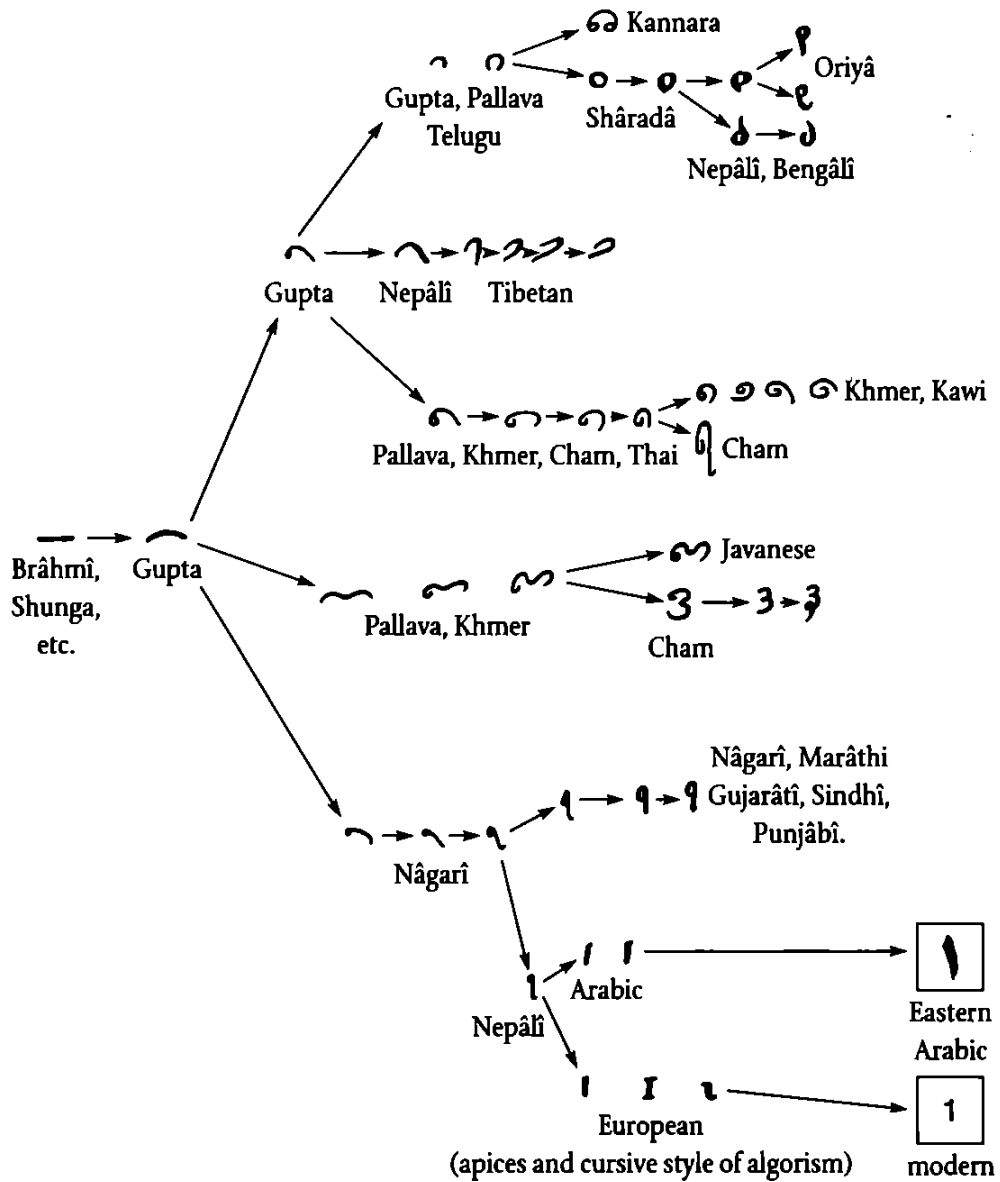 Kannara
Oriyâ
Gupta, Pallava
Telugu
Shâradâ
Nepâlî, Bengâlî
Gupta
Nepâlî
Tibetan
Khmer, Kawi
Pallava, Khmer, Cham, Thai
Cham
Brâhmî,
Shunga,
etc.
Gupta
Javanese
Pallava, Khmer
Cham
Nâgarî, Marâthi
Gujarâtî, Sindhî,
Punjâbî.
Nâgarî
Arabic
Nepâlî
١
Eastern
Arabic
European
(apices and cursive style of algorism)
1
modern